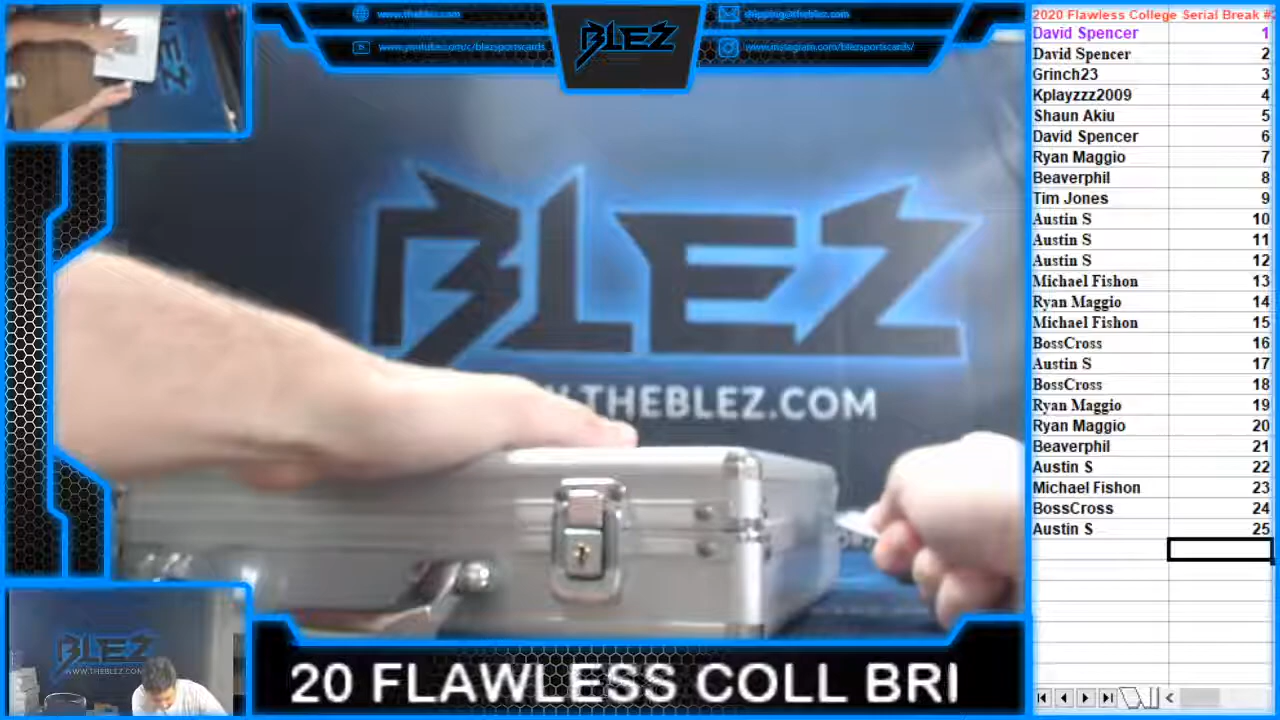 www.theblez.com
www.youtube.com/c/blezsportscards
BLEZ
shipping@theblez.com
www.instagram.com/blezsportscards/
BLEZ
THEBLEZ.COM
BLEZ
WWW.THEBLEZ.COM
20 FLAWLESS COLL BRI
2020 Flawless College Serial Break #
David Spencer 1
David Spencer 2
Grinch23 3
Kplayzzz2009 4
Shaun Akiu 5
David Spencer 6
Ryan Maggio 7
Beaverphil 8
Tim Jones 9
Austin S 10
Austin S 11
Austin S 12
Michael Fishon 13
Ryan Maggio 14
Michael Fishon 15
BossCross 16
Austin S 17
BossCross 18
Ryan Maggio 19
Ryan Maggio 20
Beaverphil 21
Austin S 22
Michael Fishon 23
BossCross 24
Austin S 25